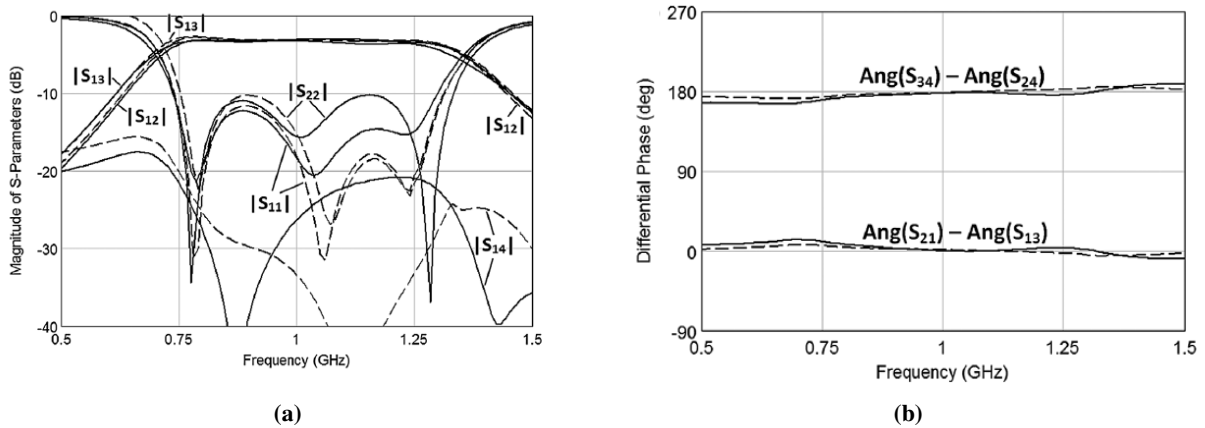 0
-10
-20
-30
-40
Magnitude of S-Parameters (dB)
|S13|
|S13|
|S12|
|S22|
|S12|
|S11|
|S14|
0.5
0.75
1
1.25
1.5
Frequency (GHz)
(a)
270
180
90
0
-90
Differential Phase (deg)
Ang(S34) – Ang(S24)
Ang(S21) – Ang(S13)
0.5
0.75
1
1.25
1.5
Frequency (GHz)
(b)